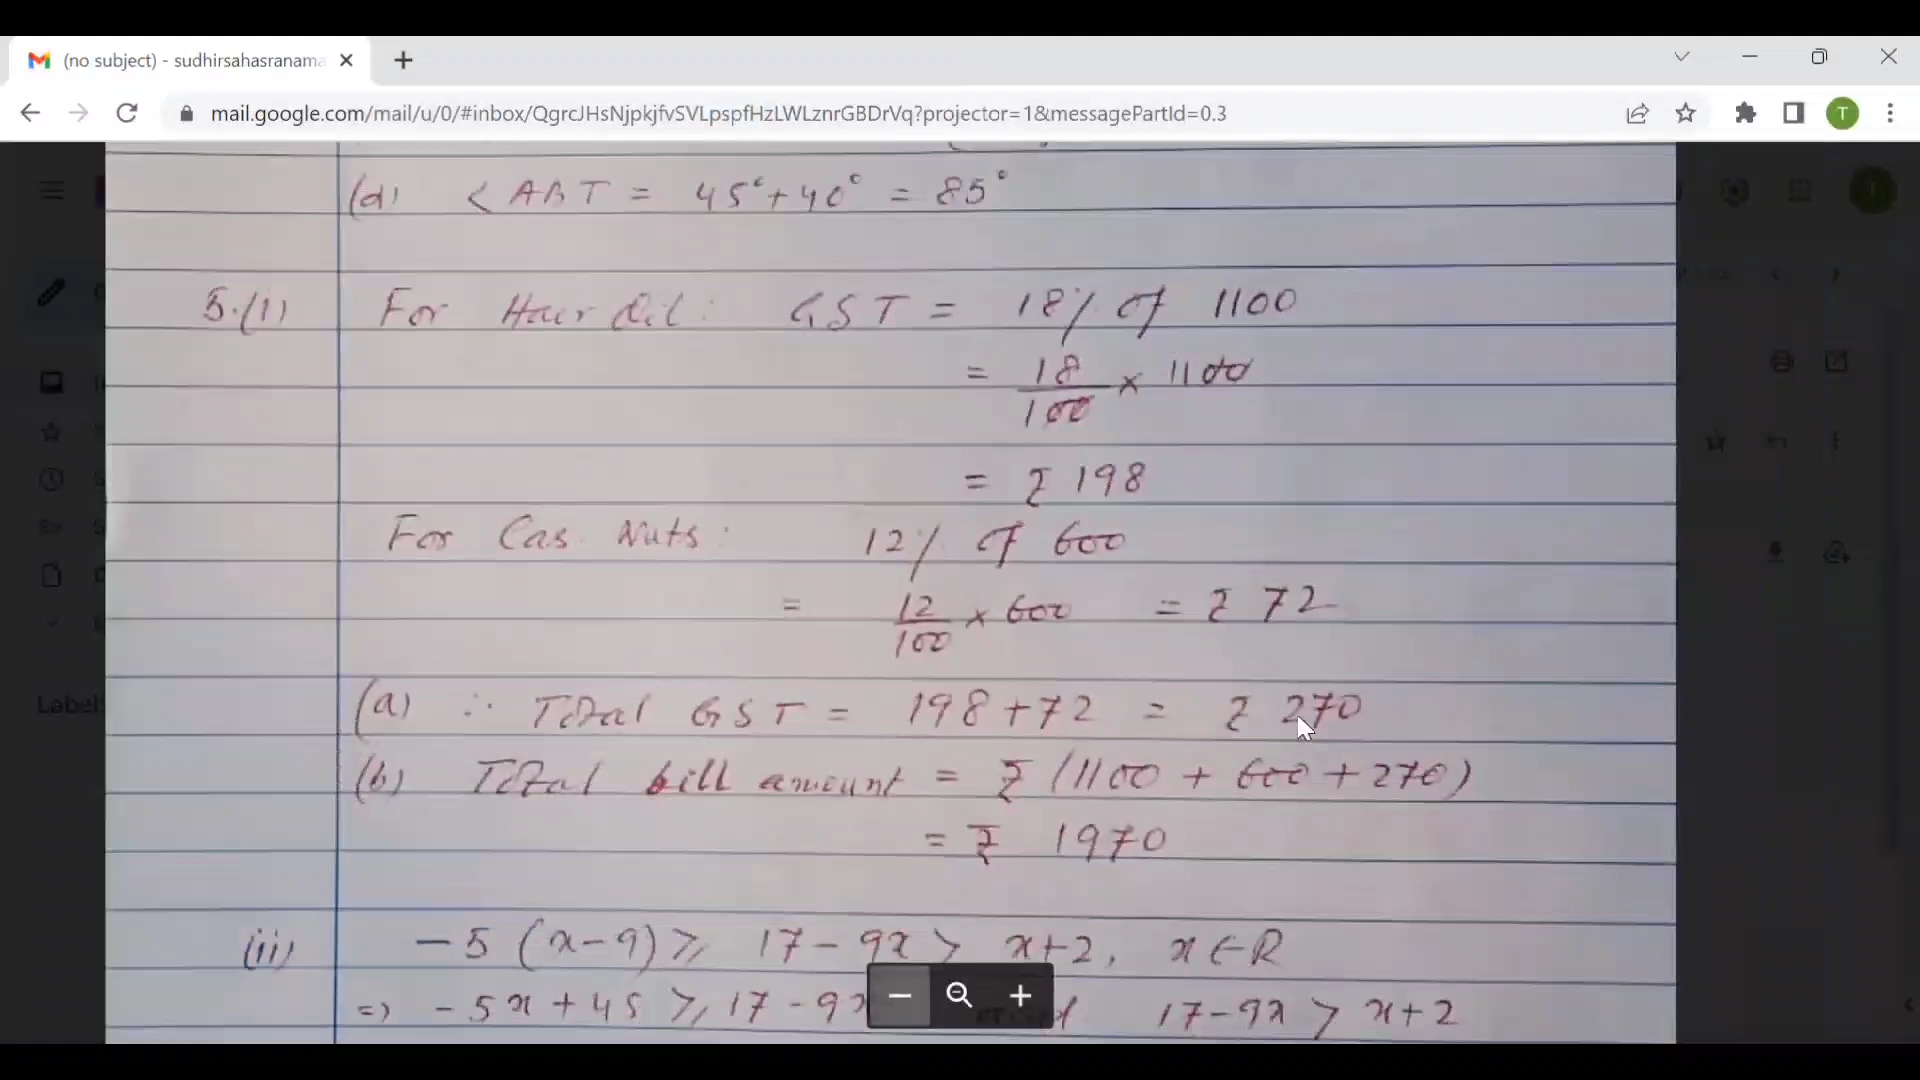 (no subject) - sudhirsahasranama
mail.google.com/mail/u/0/#inbox/QgrcJHsNjpkjfvSVLpspfHzLWLznrGBDrVq?projector=1&messagePartId=0.3
T
(d) < ABT = 45° + 40° = 85°
5.(i) For Hair Oil : GST = 18% of 1100
= 18/100 × 1100
= ₹ 198
For Cas. Nuts : 12% of 600
= 12/100 × 600 = ₹ 72
(a) ∴ Total GST = 198 + 72 = ₹ 270
(b) Total bill amount = ₹ (1100 + 600 + 270)
= ₹ 1970
(ii) -5 (x-9) ⩾ 17 - 9x > x+2, x ∈ R
=> -5x + 45 ⩾ 17 - 9x 17-9x > x+2
Label